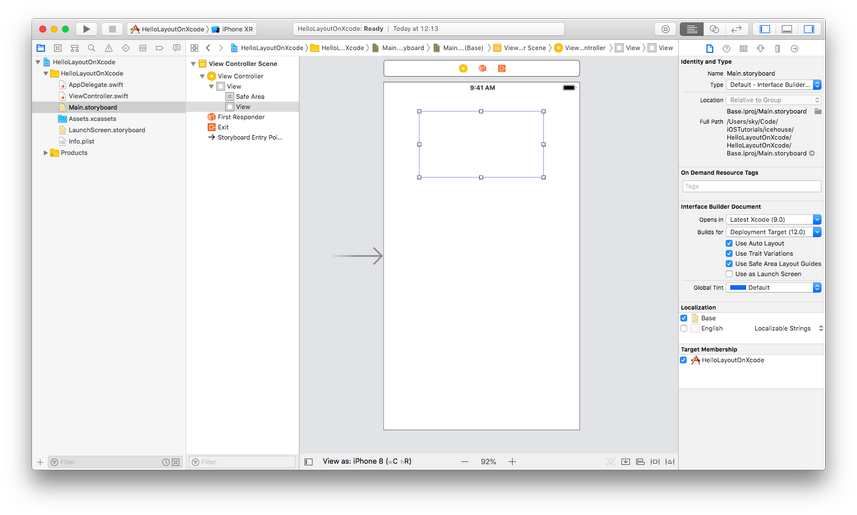 HelloLayoutOnXcode
iPhone XR
HelloLayoutOnXcode: Ready
Today at 12:13
HelloLayoutOnXcode
HelloL...Xcode
Main....yboard
Main....(Base)
View...r Scene
View...ntroller
View
View
HelloLayoutOnXcode
HelloLayoutOnXcode
AppDelegate.swift
ViewController.swift
Main.storyboard
Assets.xcassets
LaunchScreen.storyboard
Info.plist
Products
Filter
View Controller Scene
View Controller
View
Safe Area
View
First Responder
Exit
Storyboard Entry Poi...
Filter
9:41 AM
View as: iPhone 8 (wC hR)
92%
Identity and Type
Name Main.storyboard
Type Default - Interface Builder...
Location Relative to Group
Base.lproj/Main.storyboard
Full Path /Users/sky/Code/
iOSTutorials/icehouse/
HelloLayoutOnXcode/
HelloLayoutOnXcode/
Base.lproj/Main.storyboard
On Demand Resource Tags
Tags
Interface Builder Document
Opens in Latest Xcode (9.0)
Builds for Deployment Target (12.0)
Use Auto Layout
Use Trait Variations
Use Safe Area Layout Guides
Use as Launch Screen
Global Tint Default
Localization
Base
English Localizable Strings
Target Membership
HelloLayoutOnXcode